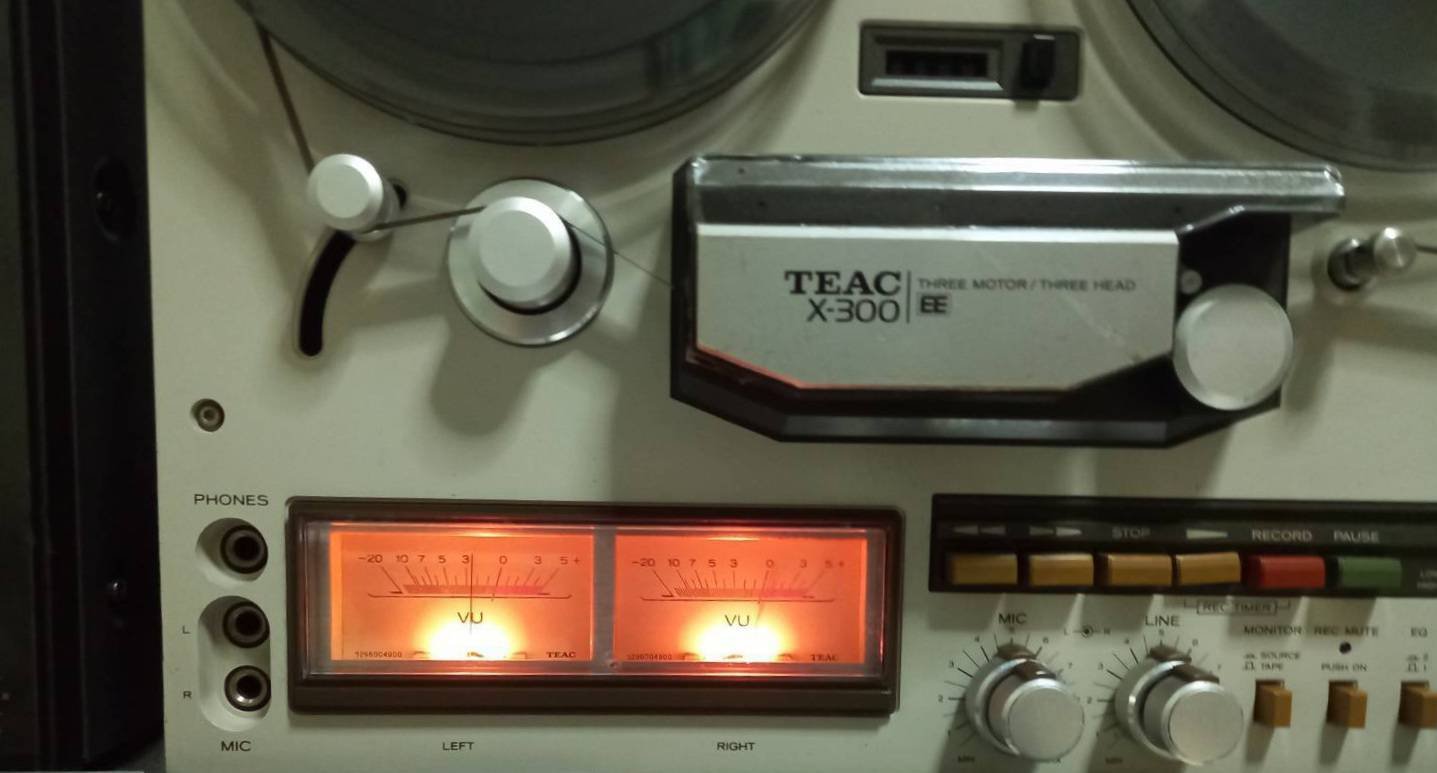 TEAC
X-300
THREE MOTOR / THREE HEAD
EE
PHONES
L
R
MIC
-20 10 7 5 3 0 3 5 +
VU
TEAC
LEFT
-20 10 7 5 3 0 3 5 +
VU
TEAC
RIGHT
STOP
RECORD
PAUSE
REC TIMER
MIC
L R
LINE
MONITOR
SOURCE
TAPE
REC MUTE
PUSH ON
EQ
2
1